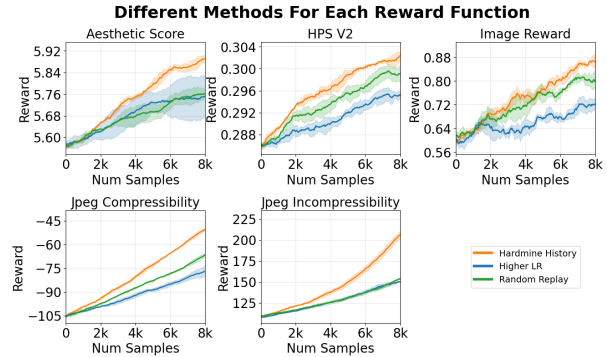 Different Methods For Each Reward Function
Aesthetic Score
Reward
5.92
5.84
5.76
5.68
5.60
0 2k 4k 6k 8k
Num Samples
HPS V2
Reward
0.304
0.300
0.296
0.292
0.288
0 2k 4k 6k 8k
Num Samples
Image Reward
Reward
0.88
0.80
0.72
0.64
0.56
0 2k 4k 6k 8k
Num Samples
Jpeg Compressibility
Reward
−45
−60
−75
−90
−105
0 2k 4k 6k 8k
Num Samples
Jpeg Incompressibility
Reward
225
200
175
150
125
0 2k 4k 6k 8k
Num Samples
Hardmine History
Higher LR
Random Replay